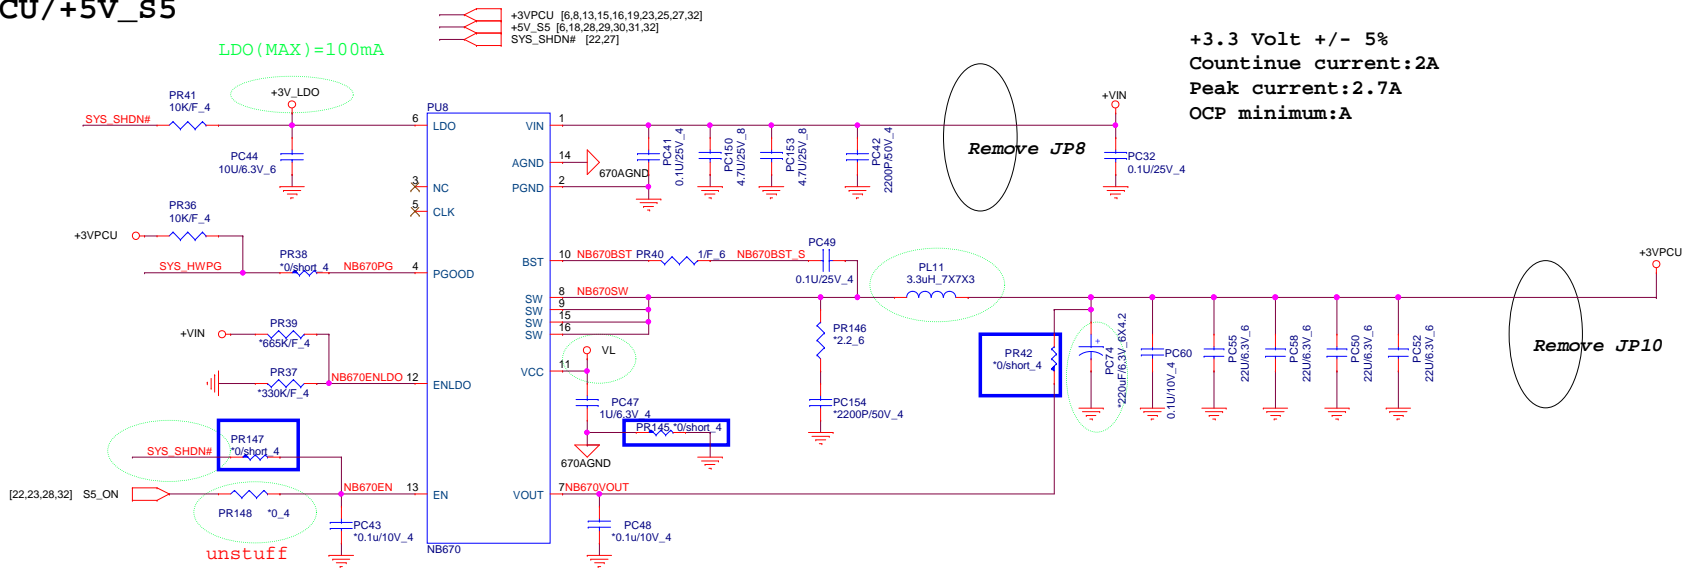 CU/+5V_S5
+3VPCU [6,8,13,15,16,19,23,25,27,32]
+5V_S5 [6,18,28,29,30,31,32]
SYS_SHDN# [22,27]
LDO(MAX)=100mA
+3.3 Volt +/- 5%
Countinue current:2A
Peak current:2.7A
OCP minimum:A
PR41
10K/F_4
+3V_LDO
SYS_SHDN#
PC44
10U/6.3V_6
PU8
6
LDO
3
NC
5
CLK
4
PGOOD
12
ENLDO
13
EN
NB670
VIN
1
AGND
14
PGND
2
BST
10
SW
8
SW
9
SW
15
SW
16
VCC
11
VOUT
7
670AGND
PC41
0.1U/25V_4
PC150
4.7U/25V_8
PC153
4.7U/25V_8
PC42
2200P/50V_4
Remove JP8
+VIN
PC32
0.1U/25V_4
PR36
10K/F_4
+3VPCU
SYS_HWPG
PR38
*0/short_4
NB670PG
NB670BST
PR40
1/F_6
NB670BST_S
PC49
0.1U/25V_4
NB670SW
PL11
3.3uH_7X7X3
+3VPCU
+VIN
PR39
*665K/F_4
PR37
*330K/F_4
NB670ENLDO
VL
PC47
1U/6.3V_4
PR145
*0/short_4
670AGND
PR146
*2.2_6
PC154
*2200P/50V_4
PR42
*0/short_4
PC74
*220uF/6.3V_6X4.2
+
PC60
0.1U/10V_4
PC55
22U/6.3V_6
PC58
22U/6.3V_6
PC50
22U/6.3V_6
PC52
22U/6.3V_6
Remove JP10
PR147
*0/short_4
SYS_SHDN#
[22,23,28,32] S5_ON
PR148 *0_4
NB670EN
unstuff
PC43
*0.1u/10V_4
NB670VOUT
PC48
*0.1u/10V_4